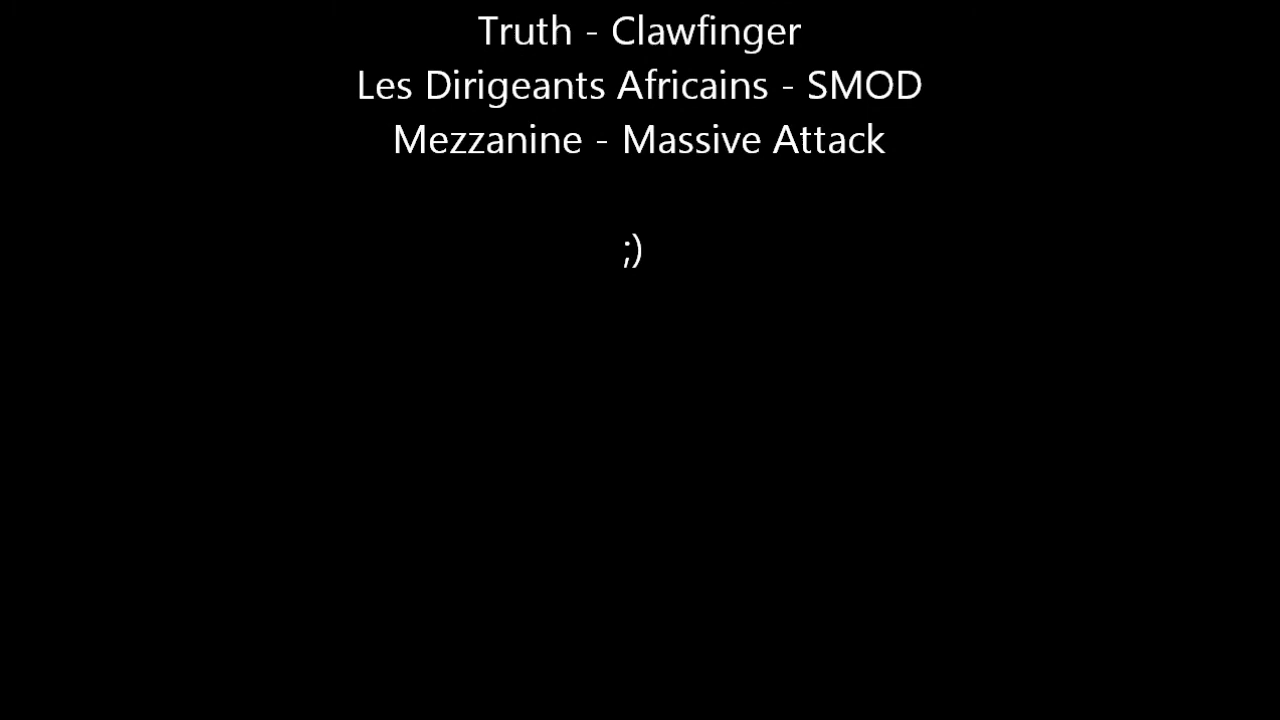 Truth - Clawfinger
Les Dirigeants Africains - SMOD
Mezzanine - Massive Attack
;)